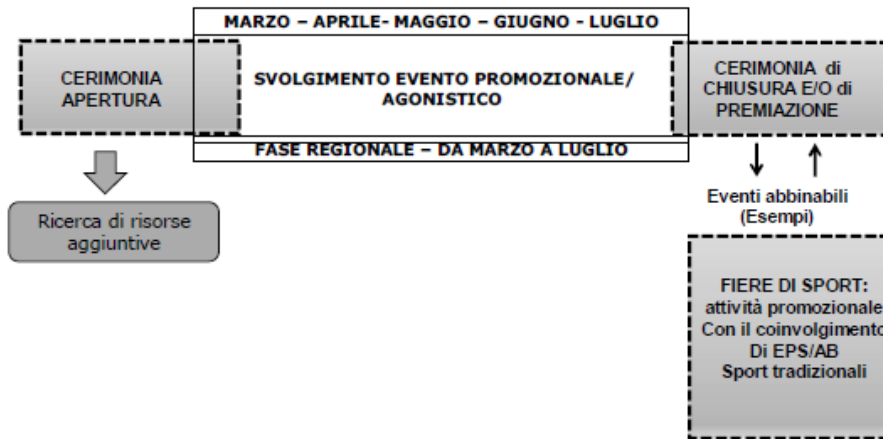 MARZO – APRILE- MAGGIO – GIUGNO - LUGLIO
CERIMONIA
APERTURA
SVOLGIMENTO EVENTO PROMOZIONALE/
AGONISTICO
CERIMONIA di
CHIUSURA E/O di
PREMIAZIONE
FASE REGIONALE – DA MARZO A LUGLIO
Ricerca di risorse
aggiuntive
Eventi abbinabili
(Esempi)
FIERE DI SPORT:
attività promozionale
Con il coinvolgimento
Di EPS/AB
Sport tradizionali